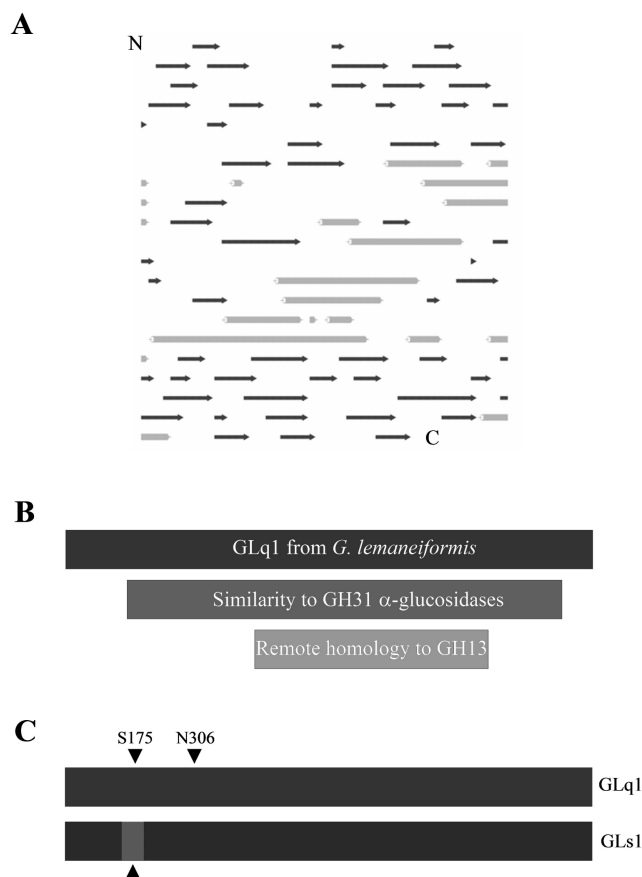 A
N
C
B
GLq1 from G. lemaneiformis
Similarity to GH31 α-glucosidases
Remote homology to GH13
C
S175 N306
GLq1
GLs1